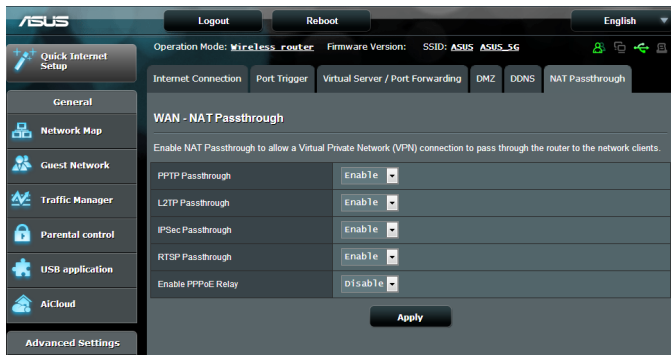 ASUS
Logout
Reboot
English
Operation Mode: Wireless router Firmware Version: SSID: ASUS ASUS_5G
Quick Internet
Setup
Internet Connection
Port Trigger
Virtual Server / Port Forwarding
DMZ
DDNS
NAT Passthrough
General
Network Map
Guest Network
Traffic Manager
Parental control
USB application
AiCloud
Advanced Settings
WAN - NAT Passthrough
Enable NAT Passthrough to allow a Virtual Private Network (VPN) connection to pass through the router to the network clients.
PPTP Passthrough Enable
L2TP Passthrough Enable
IPSec Passthrough Enable
RTSP Passthrough Enable
Enable PPPoE Relay Disable
Apply